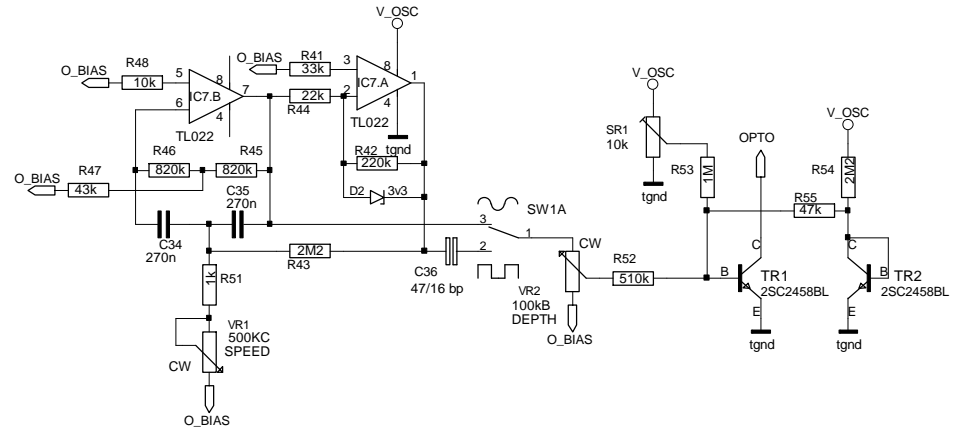 V_OSC
R48
O_BIAS
10k
5
6
8
4
7
IC7.B
TL022
R41
O_BIAS
33k
3
2
8
4
1
IC7.A
22k
R44
TL022
tgnd
R46
820k
R45
820k
R42
220k
D2
3v3
O_BIAS
R47
43k
C35
270n
C34
270n
SW1A
3
1
2
2M2
R43
C36
47/16 bp
R51
1k
VR1
500KC
SPEED
CW
O_BIAS
CW
VR2
100kB
DEPTH
O_BIAS
R52
510k
V_OSC
SR1
10k
tgnd
R53
1M
OPTO
V_OSC
R54
2M2
R55
47k
C
B
E
TR1
2SC2458BL
tgnd
C
B
E
TR2
2SC2458BL
tgnd